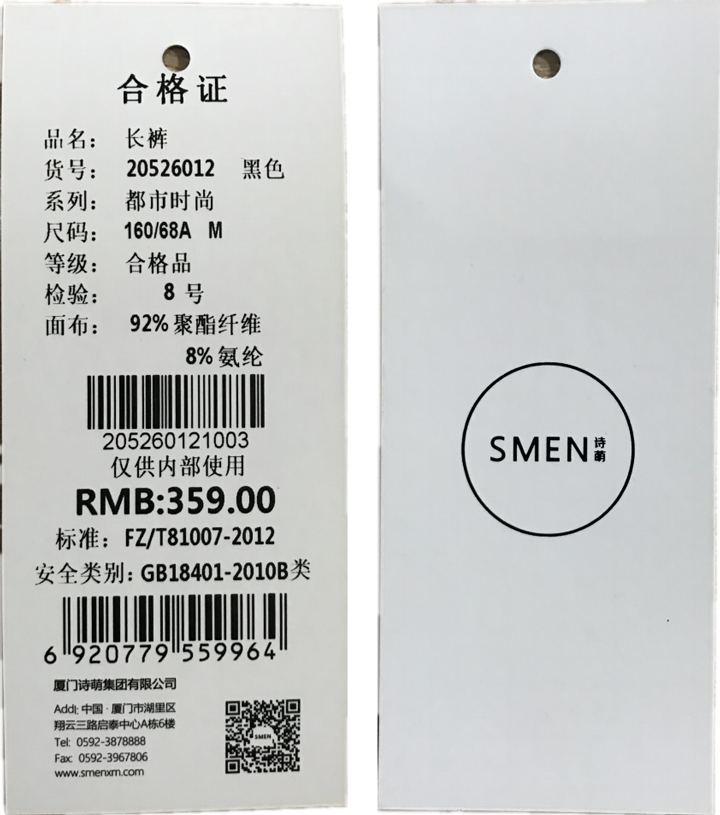 合格证
品名： 长裤
货号： 20526012 黑色
系列： 都市时尚
尺码： 160/68A M
等级： 合格品
检验： 8 号
面布： 92% 聚酯纤维
8% 氨纶
205260121003
仅供内部使用
RMB:359.00
标准： FZ/T81007-2012
安全类别: GB18401-2010B类
6 920779 559964
厦门诗萌集团有限公司
Add: 中国 · 厦门市湖里区
翔云三路启泰中心A栋6楼
Tel: 0592-3878888
Fax: 0592-3967806
www.smenxm.com
SMEN
SMEN 诗萌